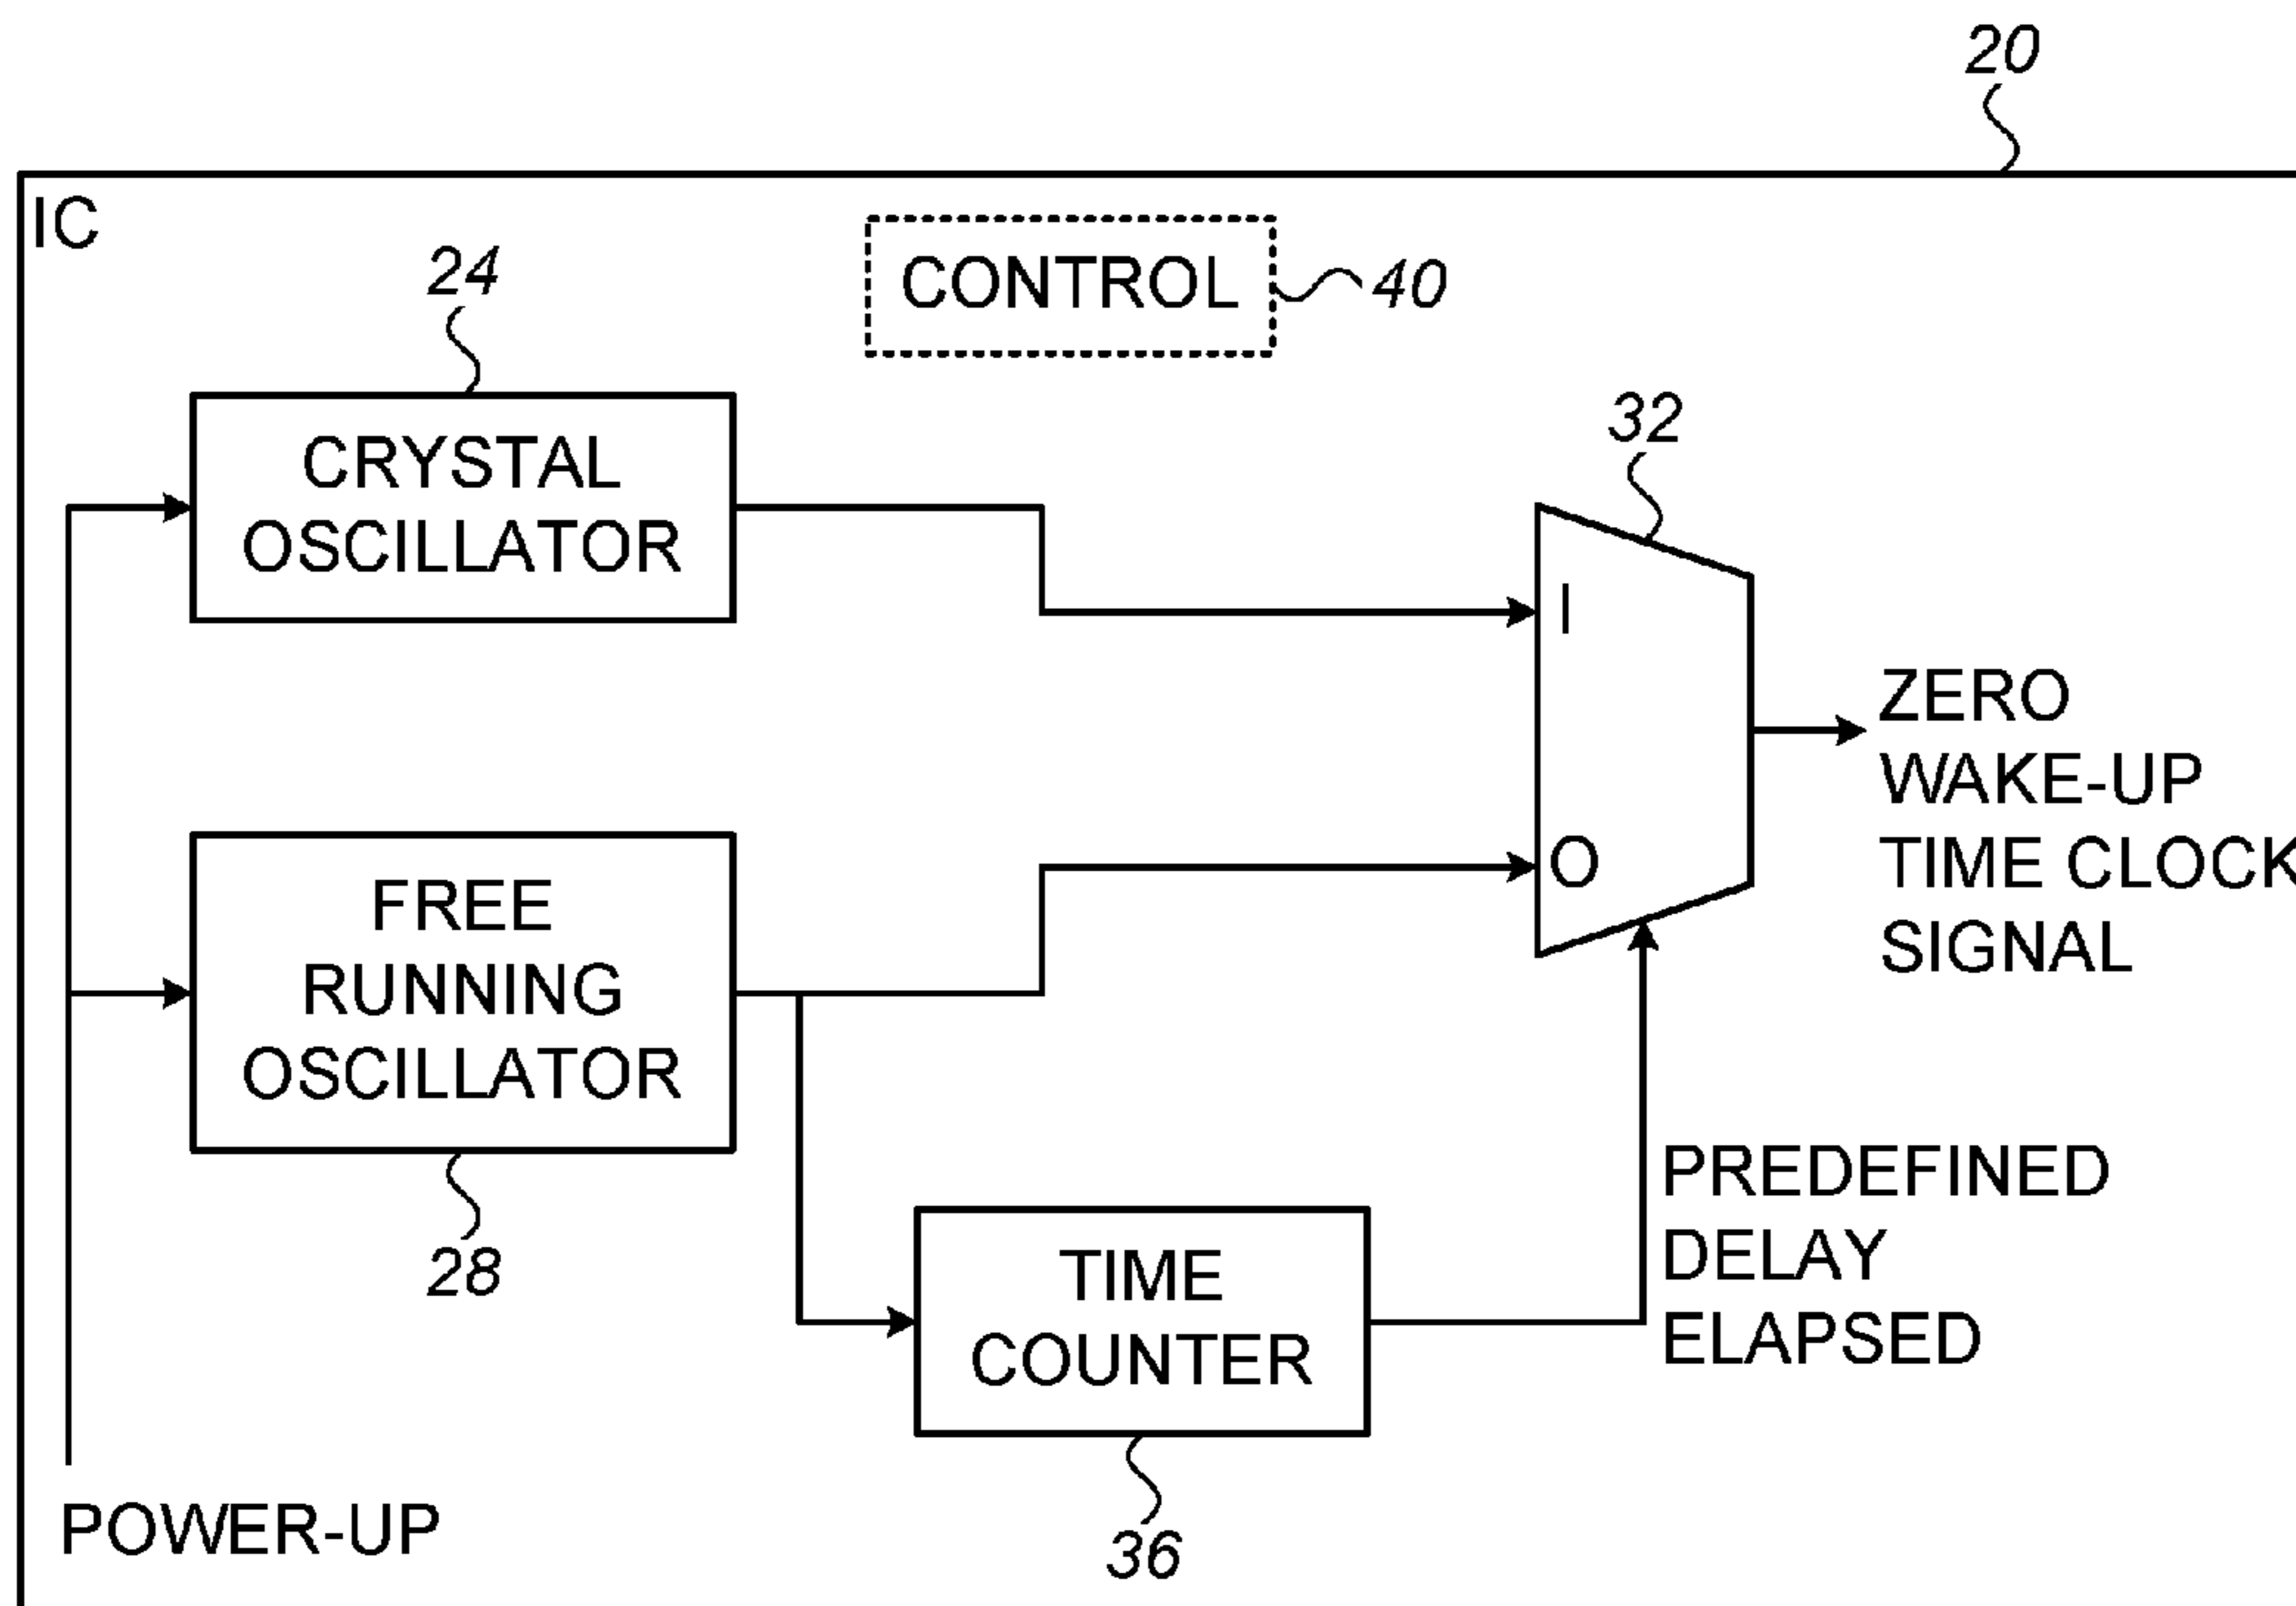 20
IC
CONTROL
40
24
CRYSTAL
OSCILLATOR
32
I
ZERO
WAKE-UP
TIME CLOCK
SIGNAL
O
FREE
RUNNING
OSCILLATOR
28
PREDEFINED
DELAY
ELAPSED
TIME
COUNTER
36
POWER-UP